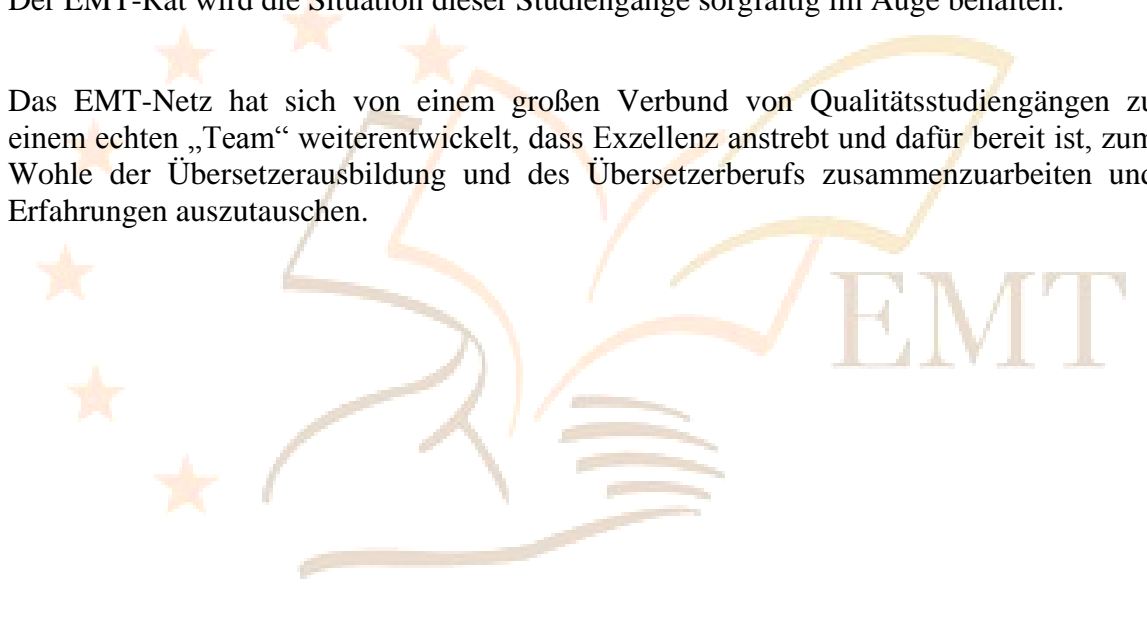 Der EMT-Rat wird die Situation dieser Studiengänge sorgfältig im Auge behalten.
Das EMT-Netz hat sich von einem großen Verbund von Qualitätsstudiengängen zu
einem echten „Team“ weiterentwickelt, dass Exzellenz anstrebt und dafür bereit ist, zum
Wohle der Übersetzerausbildung und des Übersetzerberufs zusammenzuarbeiten und
Erfahrungen auszutauschen.
EMT